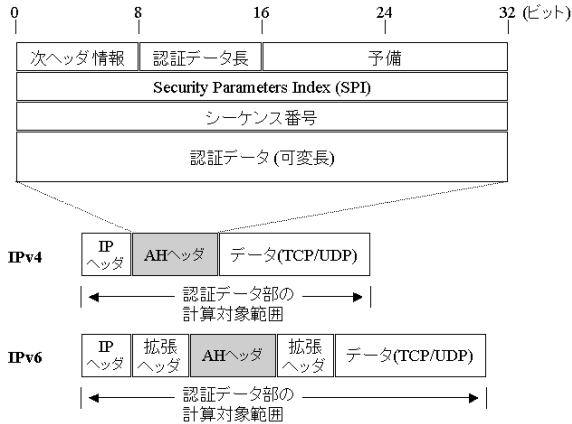 0 8 16 24 32 (ビット)
次ヘッダ情報 認証データ長 予備
Security Parameters Index (SPI)
シーケンス番号
認証データ (可変長)
IPv4
IP
ヘッダ
AHヘッダ
データ(TCP/UDP)
認証データ部の
計算対象範囲
IPv6
IP
ヘッダ
拡張
ヘッダ
AHヘッダ
拡張
ヘッダ
データ(TCP/UDP)
認証データ部の
計算対象範囲